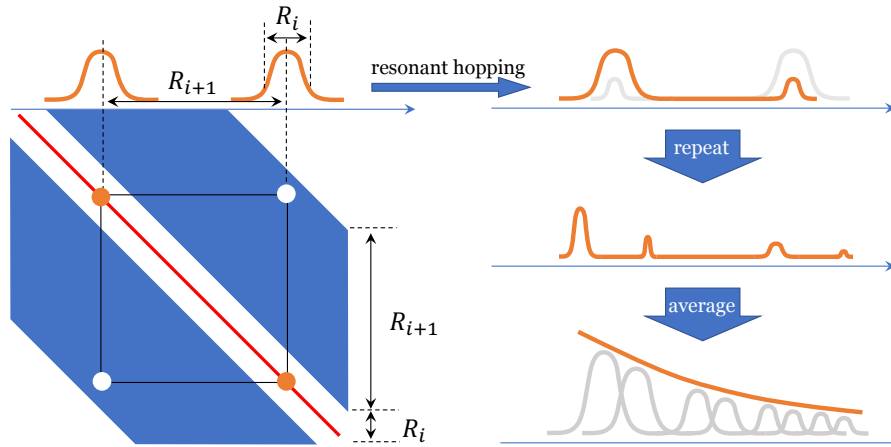 R_i
R_{i+1}
resonant hopping
repeat
average
R_{i+1}
R_i